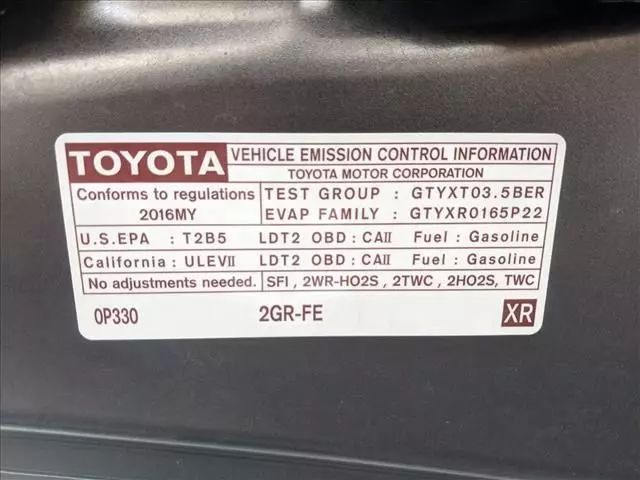 TOYOTA VEHICLE EMISSION CONTROL INFORMATION
TOYOTA MOTOR CORPORATION
Conforms to regulations
2016MY
TEST GROUP : GTYXT03.5BER
EVAP FAMILY : GTYXR0165P22
U.S.EPA : T2B5 LDT2 OBD : CAII Fuel : Gasoline
California : ULEVII LDT2 OBD : CAII Fuel : Gasoline
No adjustments needed. SFI , 2WR-HO2S , 2TWC , 2HO2S, TWC
0P330 2GR-FE XR